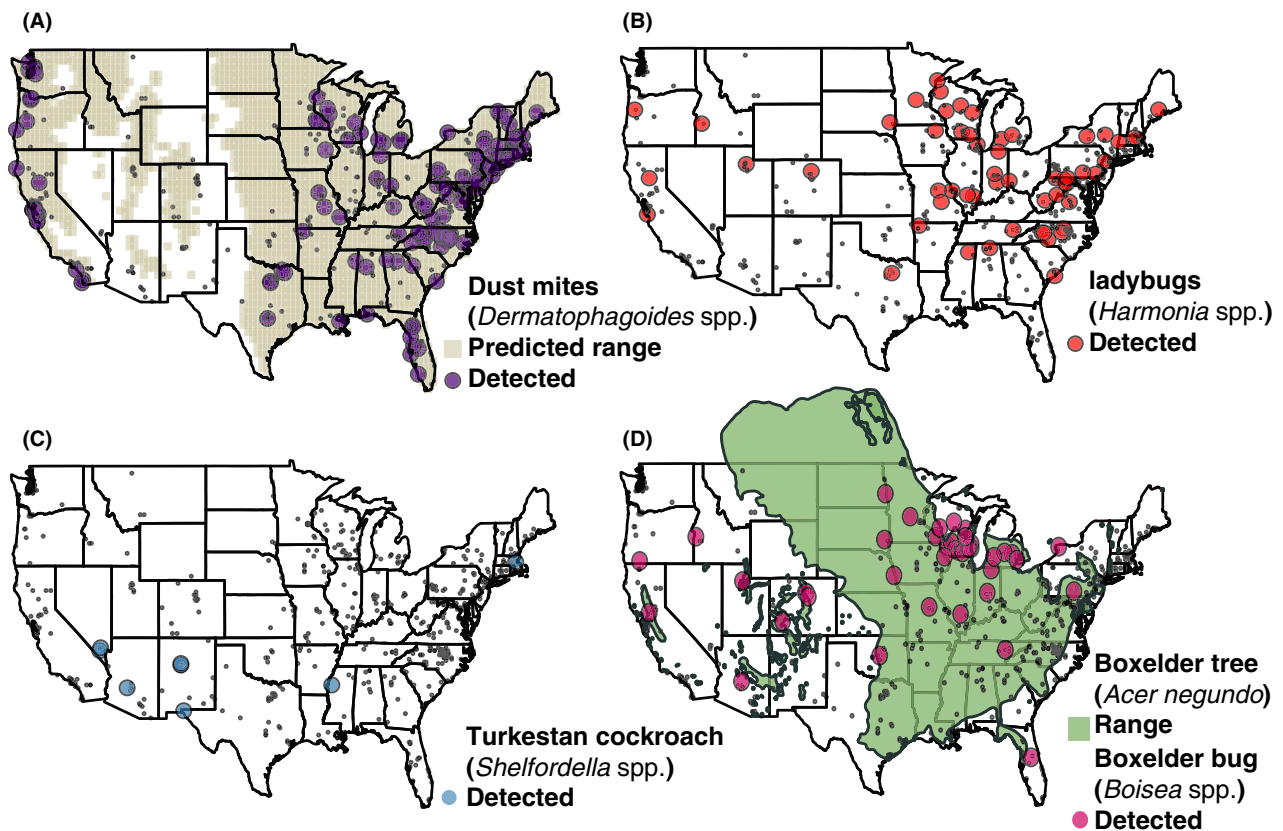 (A)
Dust mites
(Dermatophagoides spp.)
Predicted range
Detected
(B)
ladybugs
(Harmonia spp.)
Detected
(C)
Turkestan cockroach
(Shelfordella spp.)
Detected
(D)
Boxelder tree
(Acer negundo)
Range
Boxelder bug
(Boisea spp.)
Detected